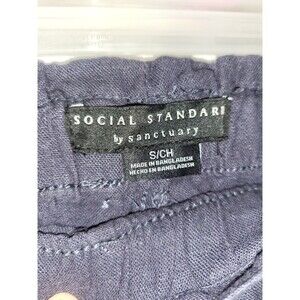 SOCIAL STANDARD
by sanctuary
S/CH
MADE IN BANGLADESH
HECHO EN BANGLADESH